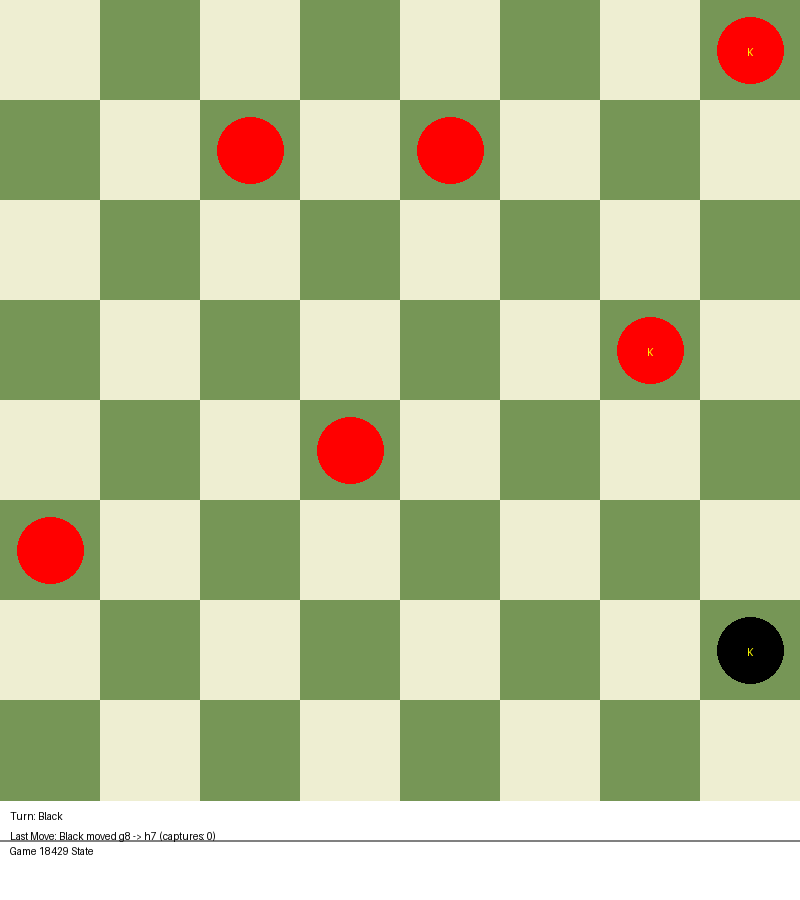 K
K
K
Turn: Black
Last Move: Black moved g8 -> h7 (captures: 0)
Game 18429 State